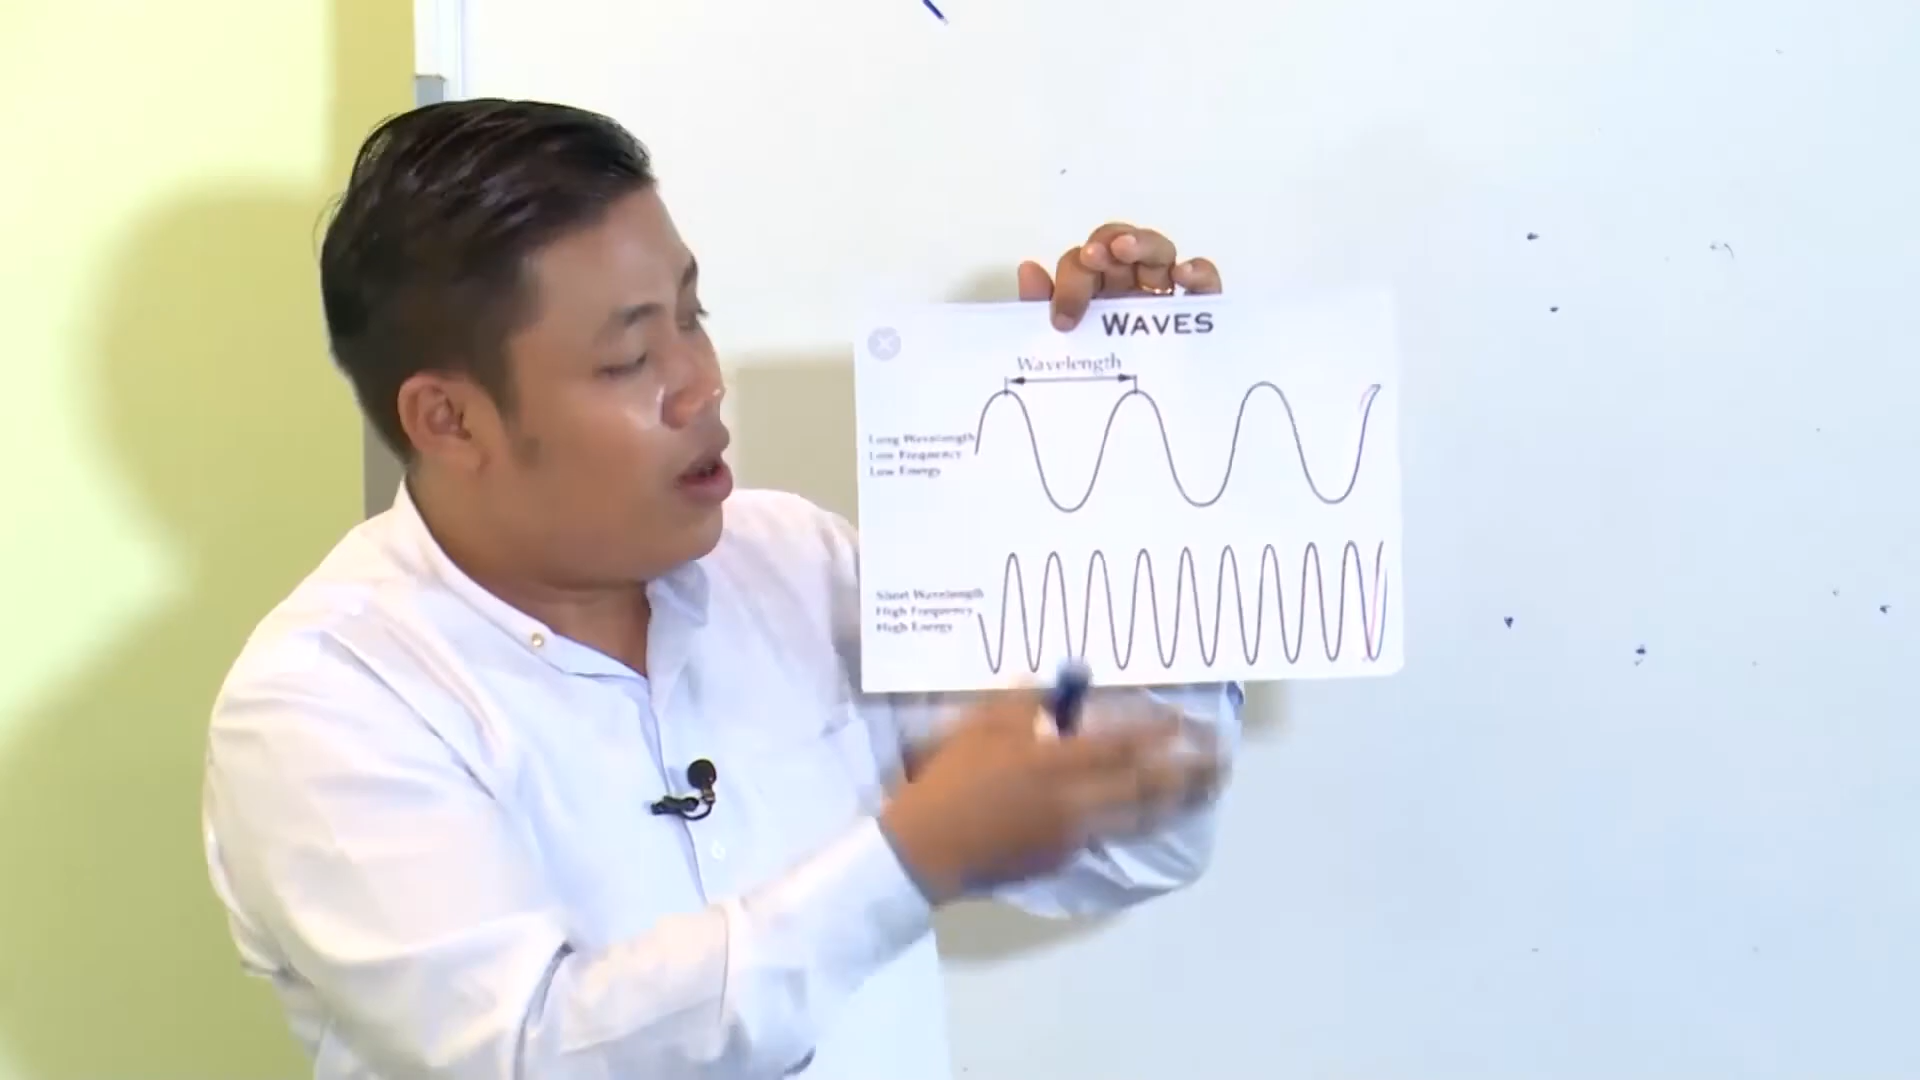 WAVES
Wavelength
Long Wavelength
Low Frequency
Low Energy
Short Wavelength
High Frequency
High Energy